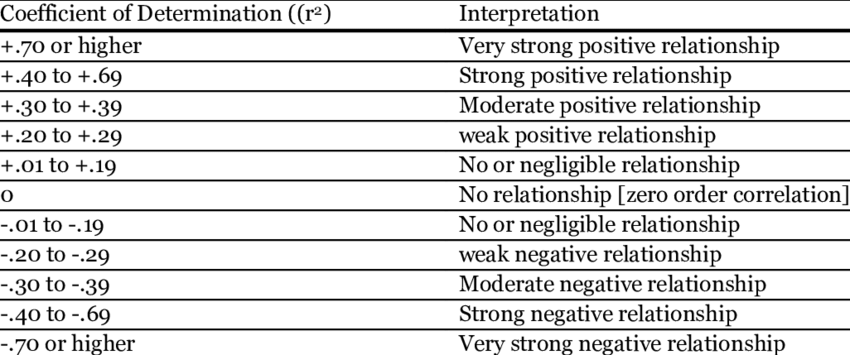 Coefficient of Determination ((r²) Interpretation
+.70 or higher Very strong positive relationship
+.40 to +.69 Strong positive relationship
+.30 to +.39 Moderate positive relationship
+.20 to +.29 weak positive relationship
+.01 to +.19 No or negligible relationship
0 No relationship [zero order correlation]
-.01 to -.19 No or negligible relationship
-.20 to -.29 weak negative relationship
-.30 to -.39 Moderate negative relationship
-.40 to -.69 Strong negative relationship
-.70 or higher Very strong negative relationship